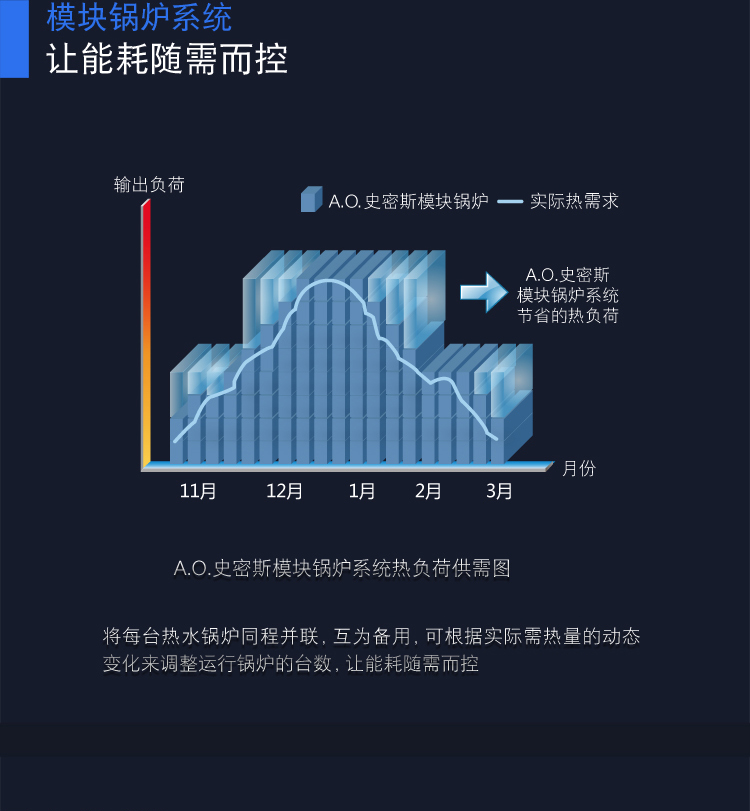 模块锅炉系统
让能耗随需而控
输出负荷
A.O.史密斯模块锅炉
实际热需求
A.O.史密斯
模块锅炉系统
节省的热负荷
月份
11月
12月
1月
2月
3月
A.O.史密斯模块锅炉系统热负荷供需图
将每台热水锅炉同程并联, 互为备用, 可根据实际需热量的动态
变化来调整运行锅炉的台数, 让能耗随需而控